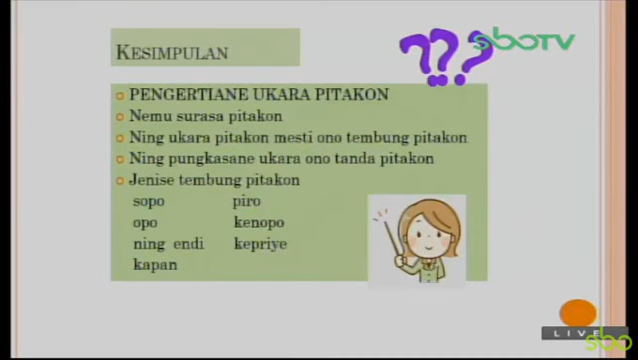 KESIMPULAN
???
sboTV
PENGERTIANE UKARA PITAKON
Nemu surasa pitakon
Ning ukara pitakon mesti ono tembung pitakon
Ning pungkasane ukara ono tanda pitakon
Jenise tembung pitakon
sopo piro
opo kenopo
ning endi kepriye
kapan
LIVE
sbo